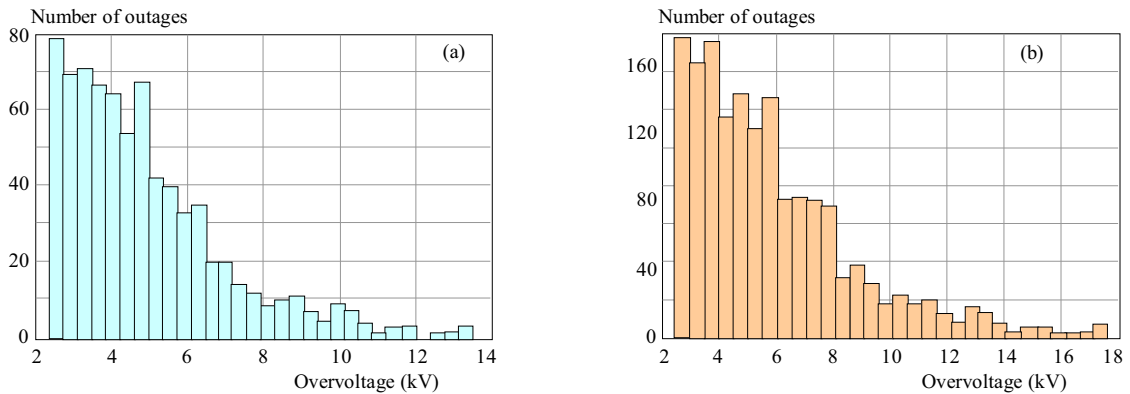 Number of outages
(a)
80
60
40
20
0
2 4 6 8 10 12 14
Overvoltage (kV)
Number of outages
(b)
160
120
80
40
0
2 4 6 8 10 12 14 16 18
Overvoltage (kV)